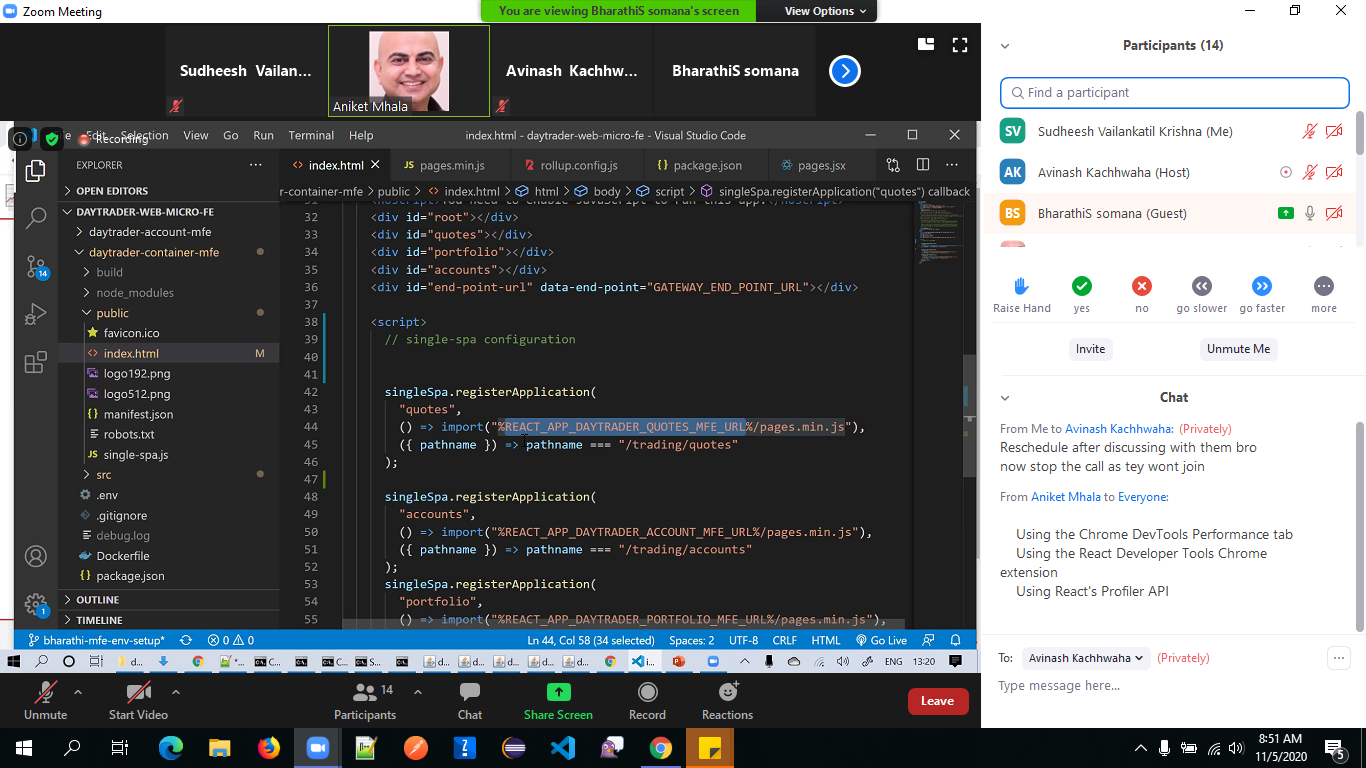 Zoom Meeting
You are viewing BharathiS somana's screen
View Options
Sudheesh Vailan...
Aniket Mhala
Avinash Kachhw...
BharathiS somana
Recording
Edit Selection View Go Run Terminal Help
index.html - daytrader-web-micro-fe - Visual Studio Code
EXPLORER
index.html
pages.min.js
rollup.config.js
package.json
pages.jsx
r-container-mfe > public > index.html > html > body > script > singleSpa.registerApplication("quotes") callback
OPEN EDITORS
DAYTRADER-WEB-MICRO-FE
daytrader-account-mfe
daytrader-container-mfe
build
node_modules
public
favicon.ico
index.html M
logo192.png
logo512.png
manifest.json
robots.txt
single-spa.js
src
.env
.gitignore
debug.log
Dockerfile
package.json
OUTLINE
TIMELINE
14
1
31 <noscript>You need to enable JavaScript to run this app.</noscript>
32 <div id="root"></div>
33 <div id="quotes"></div>
34 <div id="portfolio"></div>
35 <div id="accounts"></div>
36 <div id="end-point-url" data-end-point="GATEWAY_END_POINT_URL"></div>
37
38 <script>
39 // single-spa configuration
40
41
42 singleSpa.registerApplication(
43 "quotes",
44 () => import("%REACT_APP_DAYTRADER_QUOTES_MFE_URL%/pages.min.js"),
45 ({ pathname }) => pathname === "/trading/quotes"
46 );
47
48 singleSpa.registerApplication(
49 "accounts",
50 () => import("%REACT_APP_DAYTRADER_ACCOUNT_MFE_URL%/pages.min.js"),
51 ({ pathname }) => pathname === "/trading/accounts"
52 );
53 singleSpa.registerApplication(
54 "portfolio",
55 () => import("%REACT_APP_DAYTRADER_PORTFOLIO_MFE_URL%/pages.min.js"),
bharathi-mfe-env-setup* 0 0 Ln 44, Col 58 (34 selected) Spaces: 2 UTF-8 CRLF HTML Go Live
d... *... C... C... S... d... d... d... d... d... i... ENG 13:20
Unmute
Start Video
14
Participants
Chat
Share Screen
Record
Reactions
Leave
Participants (14)
Find a participant
SV Sudheesh Vailankatil Krishna (Me)
AK Avinash Kachhwaha (Host)
BS BharathiS somana (Guest)
Raise Hand yes no go slower go faster more
Invite
Unmute Me
Chat
From Me to Avinash Kachhwaha: (Privately)
Reschedule after discussing with them bro
now stop the call as tey wont join
From Aniket Mhala to Everyone:
Using the Chrome DevTools Performance tab
Using the React Developer Tools Chrome
extension
Using React's Profiler API
To: Avinash Kachhwaha (Privately)
Type message here...
8:51 AM
11/5/2020
5